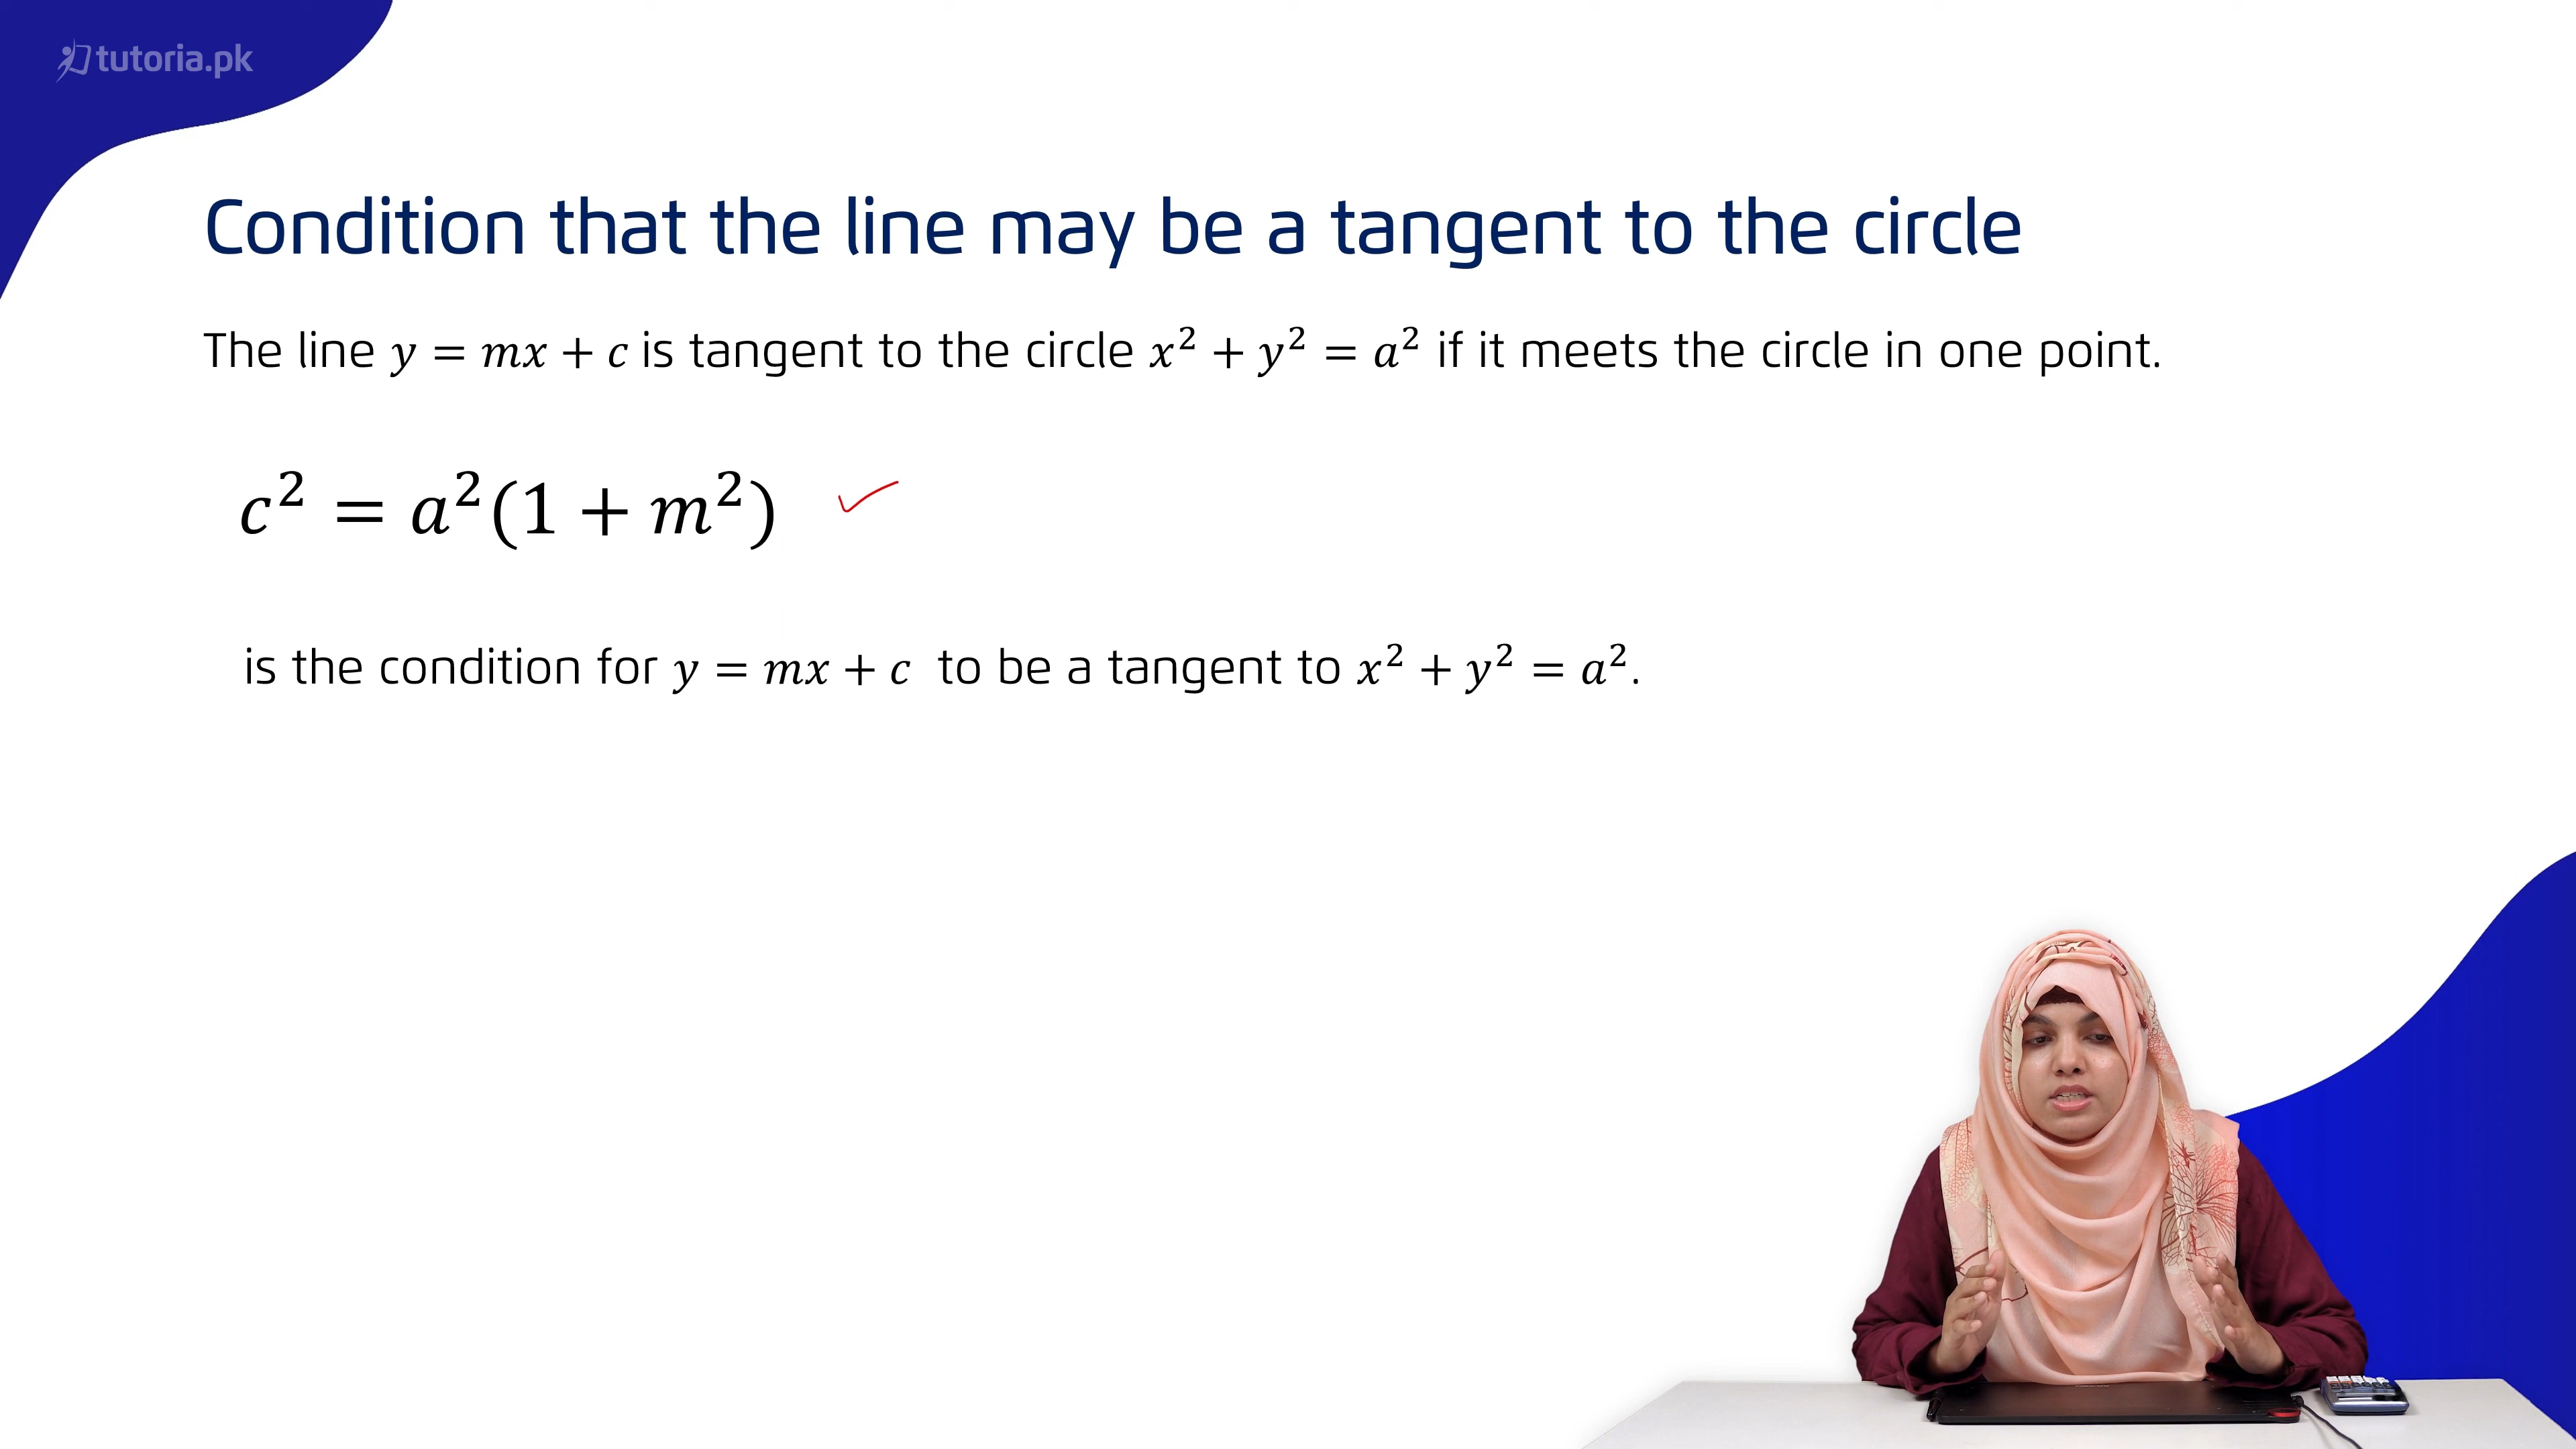 tutoria.pk
Condition that the line may be a tangent to the circle
The line y = mx + c is tangent to the circle x² + y² = a² if it meets the circle in one point.
c² = a²(1 + m²)
is the condition for y = mx + c to be a tangent to x² + y² = a².